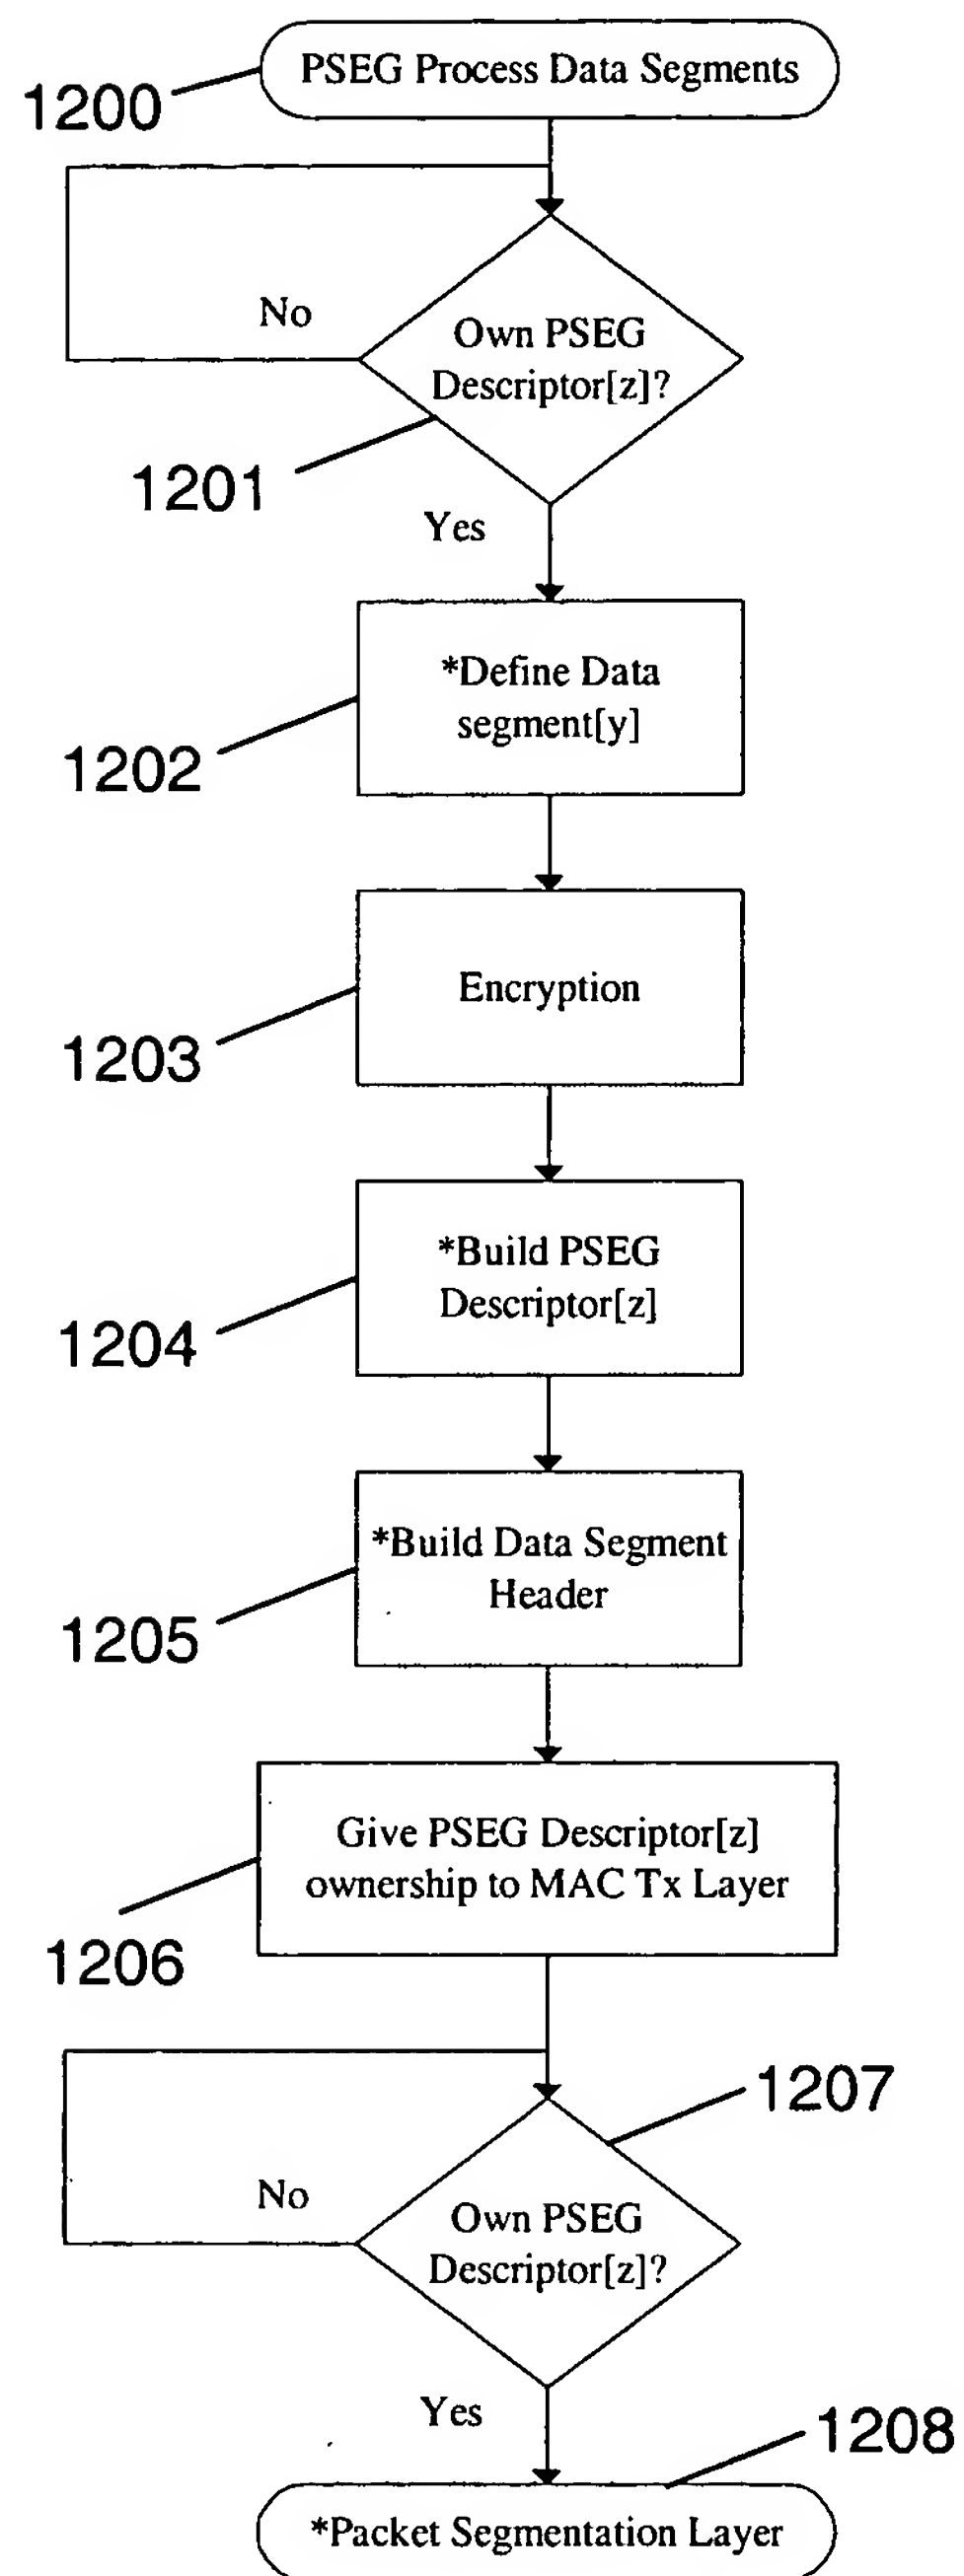 PSEG Process Data Segments
1200
No
Own PSEG
Descriptor[z]?
1201
Yes
*Define Data
segment[y]
1202
Encryption
1203
*Build PSEG
Descriptor[z]
1204
*Build Data Segment
Header
1205
Give PSEG Descriptor[z]
ownership to MAC Tx Layer
1206
1207
No
Own PSEG
Descriptor[z]?
Yes
1208
*Packet Segmentation Layer